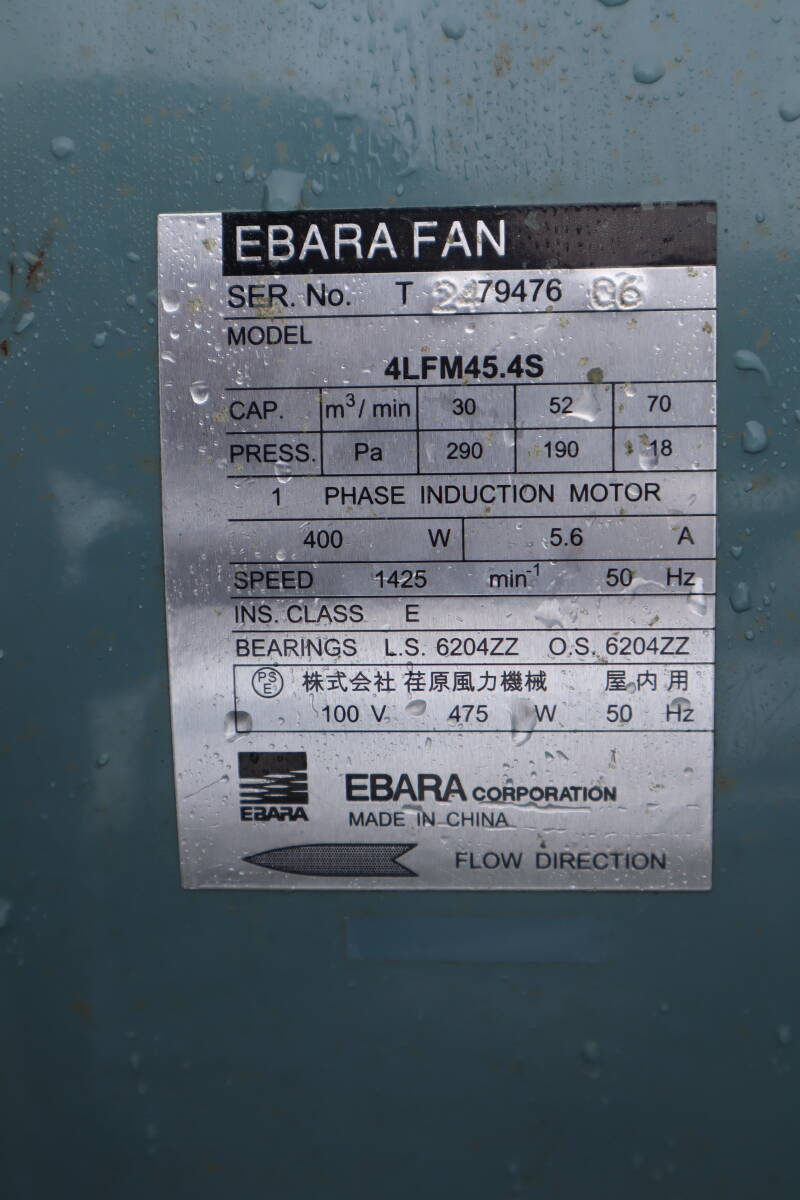 EBARA FAN
SER. No. T 2479476 06
MODEL
4LFM45.4S
CAP. m³/min 30 52 70
PRESS. Pa 290 190 18
1 PHASE INDUCTION MOTOR
400 W 5.6 A
SPEED 1425 min⁻¹ 50 Hz
INS. CLASS E
BEARINGS L.S. 6204ZZ O.S. 6204ZZ
PS E 株式会社 荏原風力機械 屋内用
100 V 475 W 50 Hz
EBARA
EBARA CORPORATION
MADE IN CHINA
FLOW DIRECTION